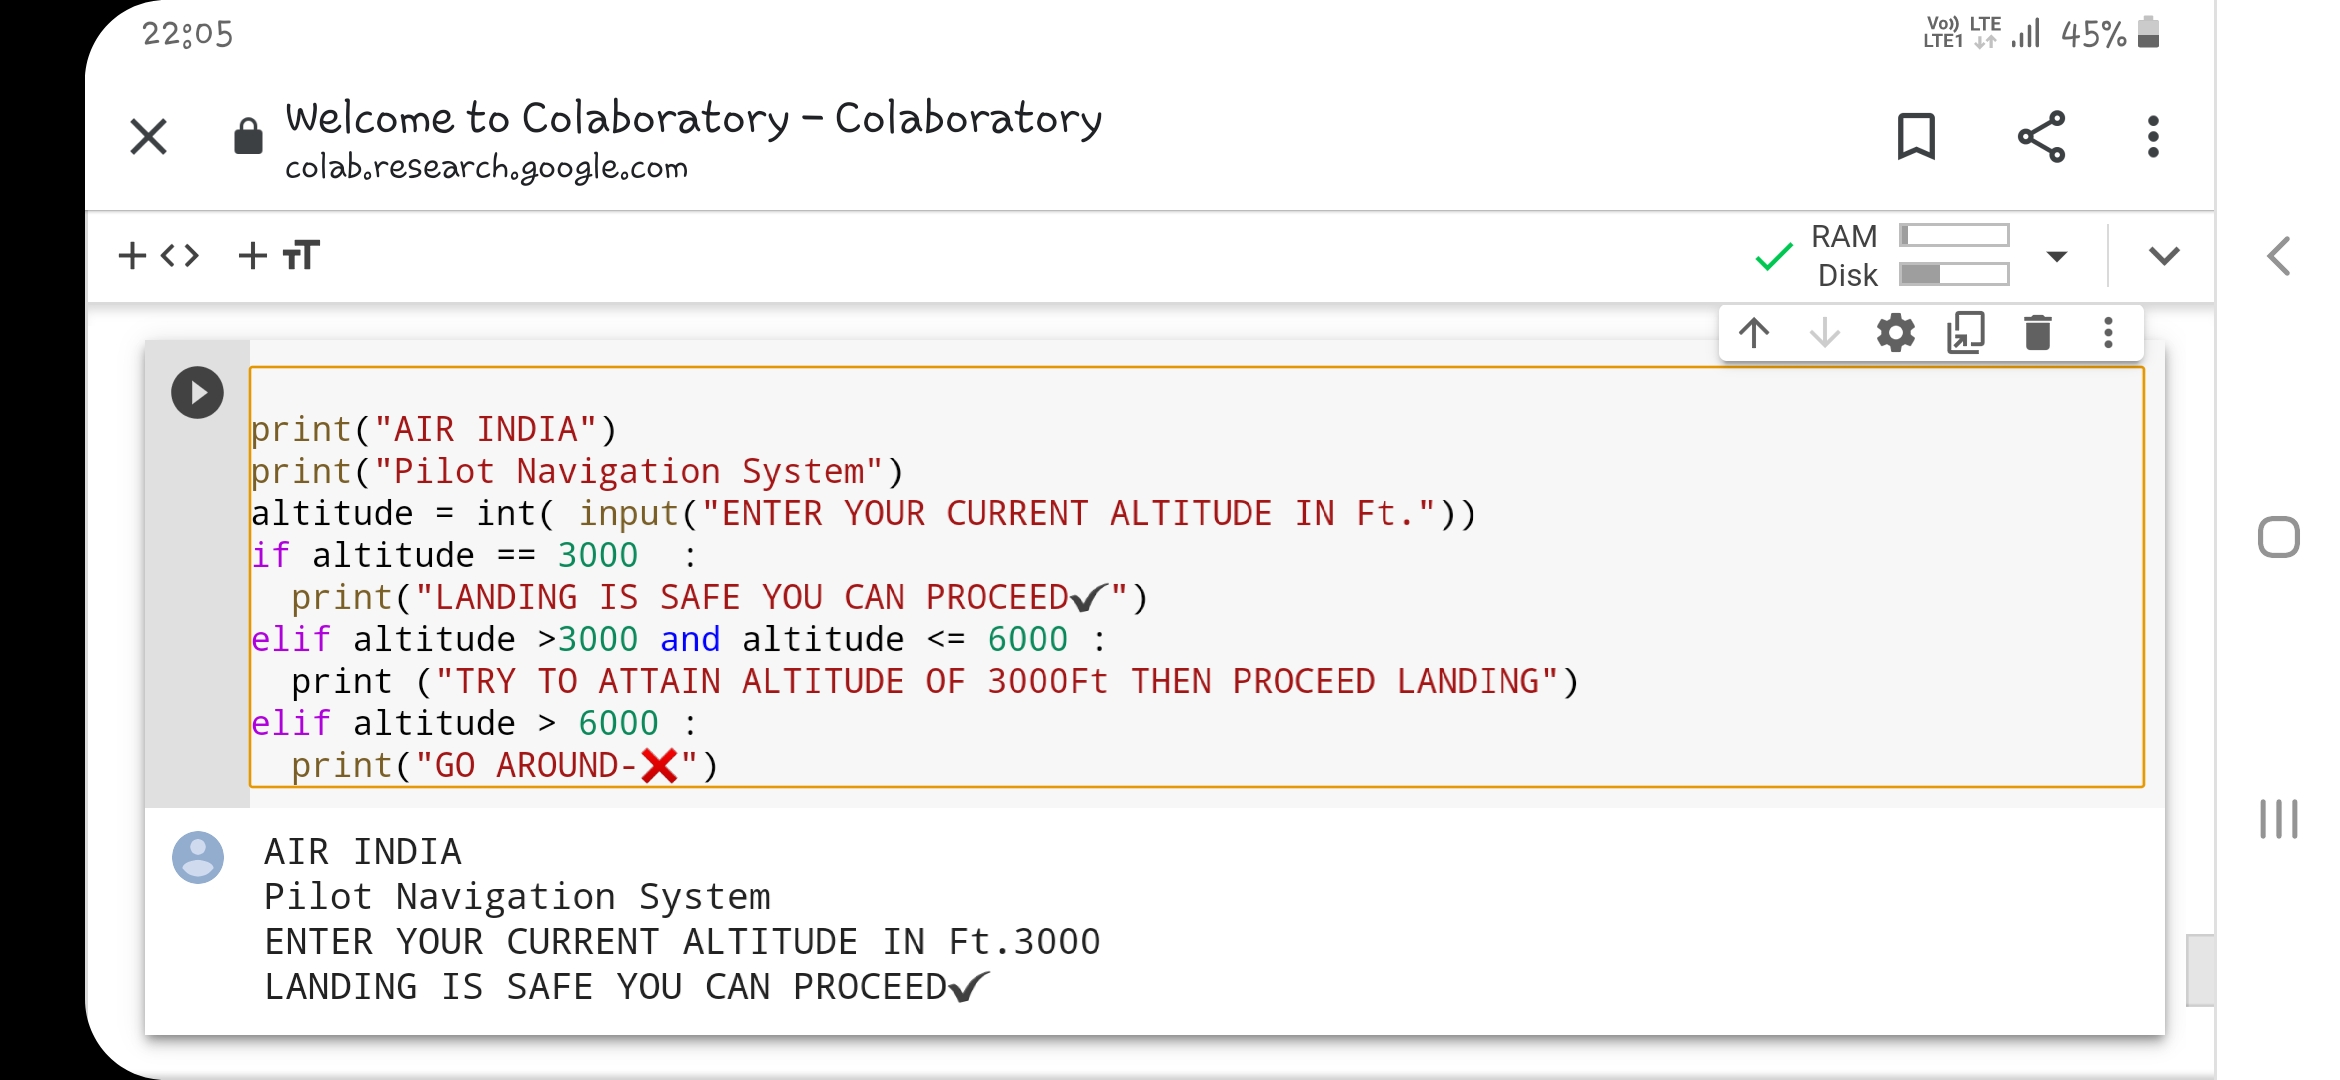 22:05
Vo)) LTE1 LTE 45%
Welcome to Colaboratory – Colaboratory
colab.research.google.com
+ <> + TT
RAM
Disk
print("AIR INDIA")
print("Pilot Navigation System")
altitude = int( input("ENTER YOUR CURRENT ALTITUDE IN Ft."))
if altitude == 3000  :
  print("LANDING IS SAFE YOU CAN PROCEED✔")
elif altitude >3000 and altitude <= 6000 :
  print ("TRY TO ATTAIN ALTITUDE OF 3000Ft THEN PROCEED LANDING")
elif altitude > 6000 :
  print("GO AROUND-❌")
AIR INDIA
Pilot Navigation System
ENTER YOUR CURRENT ALTITUDE IN Ft.3000
LANDING IS SAFE YOU CAN PROCEED✔